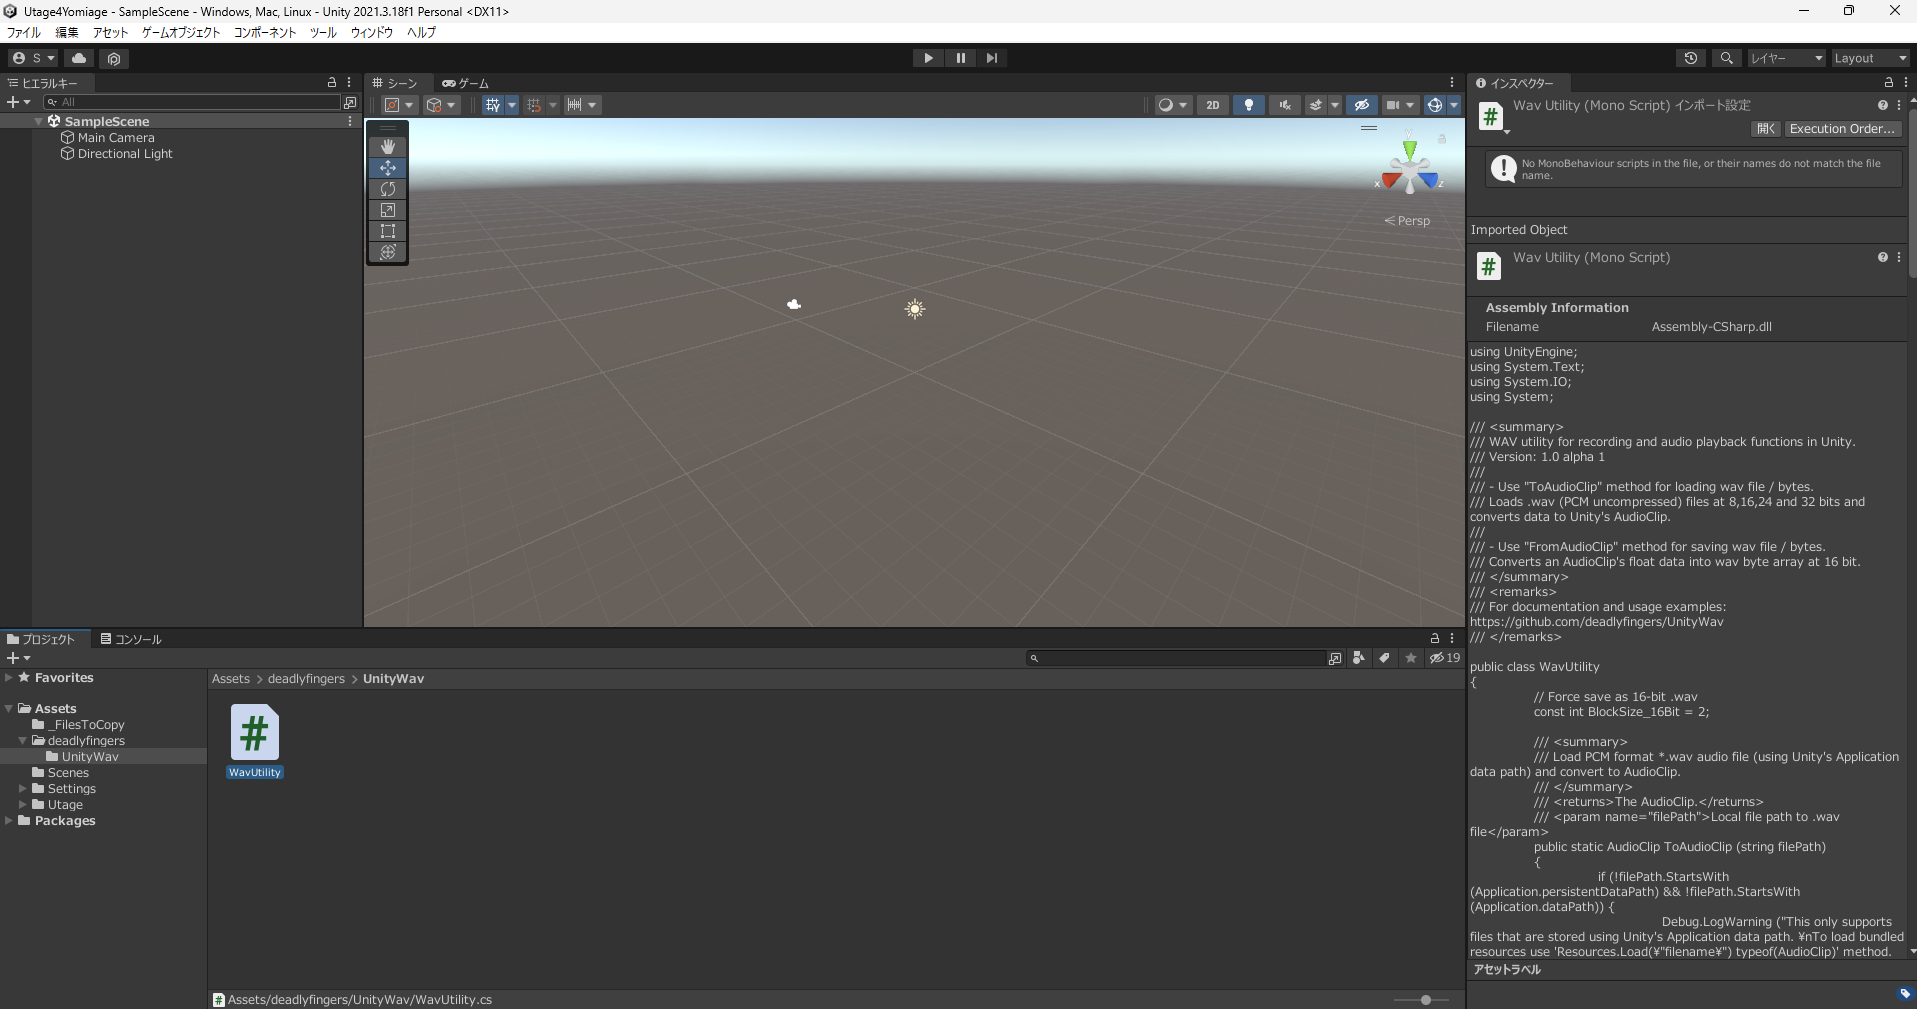 Utage4Yomiage - SampleScene - Windows, Mac, Linux - Unity 2021.3.18f1 Personal <DX11>
ファイル 編集 アセット ゲームオブジェクト コンポーネント ツール ウィンドウ ヘルプ
S
レイヤー
Layout
ヒエラルキー
All
SampleScene
Main Camera
Directional Light
シーン
ゲーム
2D
y
x
z
Persp
インスペクター
Wav Utility (Mono Script) インポート設定
開く
Execution Order...
No MonoBehaviour scripts in the file, or their names do not match the file
name.
Imported Object
Wav Utility (Mono Script)
Assembly Information
Filename Assembly-CSharp.dll
using UnityEngine;
using System.Text;
using System.IO;
using System;
/// <summary>
/// WAV utility for recording and audio playback functions in Unity.
/// Version: 1.0 alpha 1
///
/// - Use "ToAudioClip" method for loading wav file / bytes.
/// Loads .wav (PCM uncompressed) files at 8,16,24 and 32 bits and
converts data to Unity's AudioClip.
///
/// - Use "FromAudioClip" method for saving wav file / bytes.
/// Converts an AudioClip's float data into wav byte array at 16 bit.
/// </summary>
/// <remarks>
/// For documentation and usage examples:
https://github.com/deadlyfingers/UnityWav
/// </remarks>
public class WavUtility
{
// Force save as 16-bit .wav
const int BlockSize_16Bit = 2;
/// <summary>
/// Load PCM format *.wav audio file (using Unity's Application
data path) and convert to AudioClip.
/// </summary>
/// <returns>The AudioClip.</returns>
/// <param name="filePath">Local file path to .wav
file</param>
public static AudioClip ToAudioClip (string filePath)
{
if (!filePath.StartsWith
(Application.persistentDataPath) && !filePath.StartsWith
(Application.dataPath)) {
Debug.LogWarning ("This only supports
files that are stored using Unity's Application data path. ¥nTo load bundled
resources use 'Resources.Load(¥"filename¥") typeof(AudioClip)' method.
アセットラベル
プロジェクト
コンソール
19
Favorites
Assets
_FilesToCopy
deadlyfingers
UnityWav
Scenes
Settings
Utage
Packages
Assets > deadlyfingers > UnityWav
WavUtility
Assets/deadlyfingers/UnityWav/WavUtility.cs